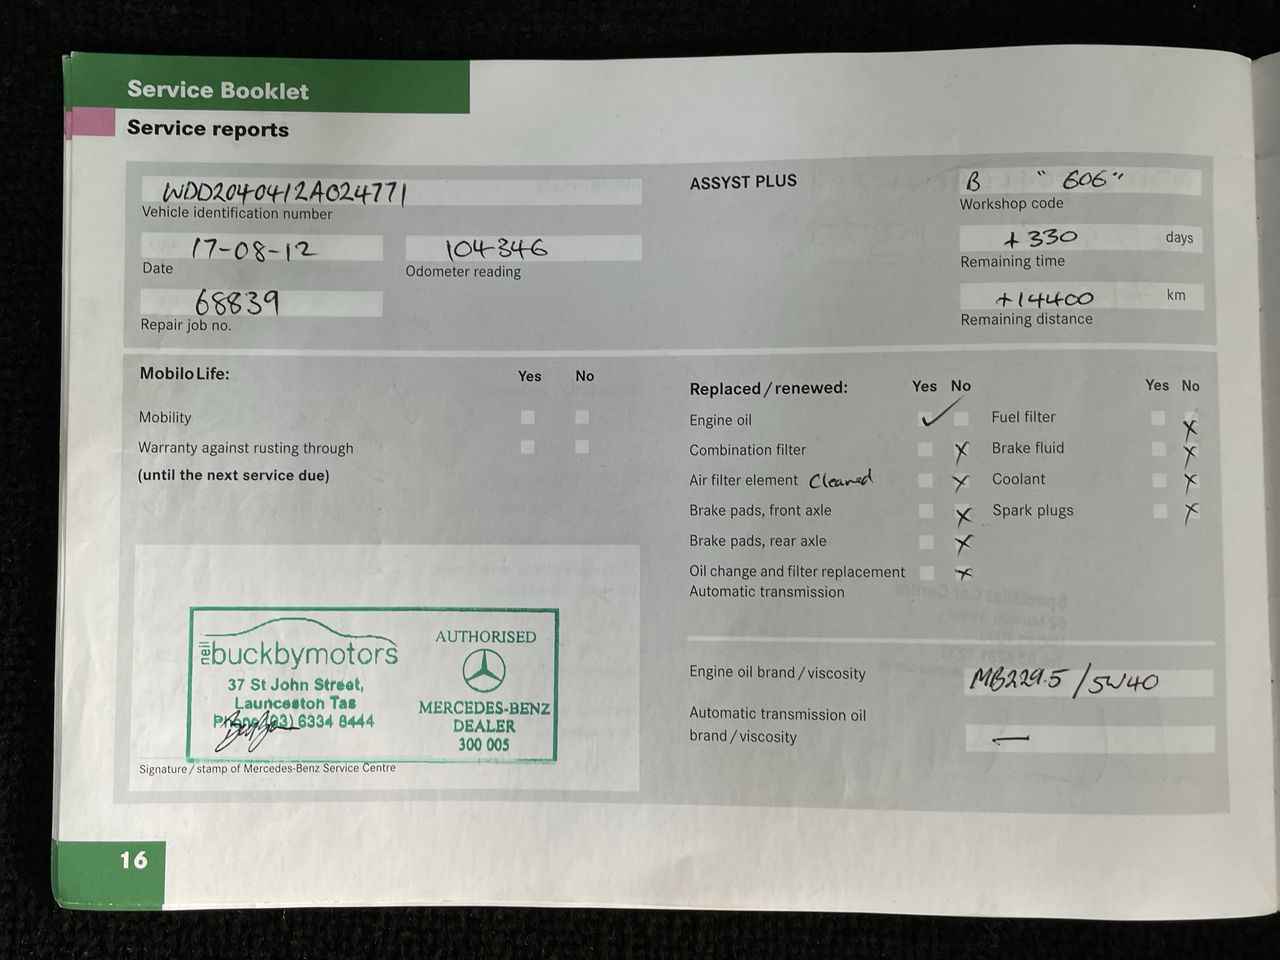 Service Booklet
Service reports
WDD2040412A024771
Vehicle identification number
17-08-12
Date
104346
Odometer reading
68839
Repair job no.
ASSYST PLUS
B " 606"
Workshop code
+330 days
Remaining time
+14400 km
Remaining distance
MobiloLife: Yes No
Mobility
Warranty against rusting through
(until the next service due)
Replaced/renewed: Yes No
Engine oil ✓
Combination filter X
Air filter element Cleaned X
Brake pads, front axle X
Brake pads, rear axle X
Oil change and filter replacement X
Automatic transmission
Yes No
Fuel filter X
Brake fluid X
Coolant X
Spark plugs X
neil buckbymotors
37 St John Street,
Launceston Tas
Phone (03) 6334 8444
AUTHORISED
MERCEDES-BENZ
DEALER
300 005
Signature/stamp of Mercedes-Benz Service Centre
Engine oil brand/viscosity
MB229.5/5W40
Automatic transmission oil
brand/viscosity
—
16